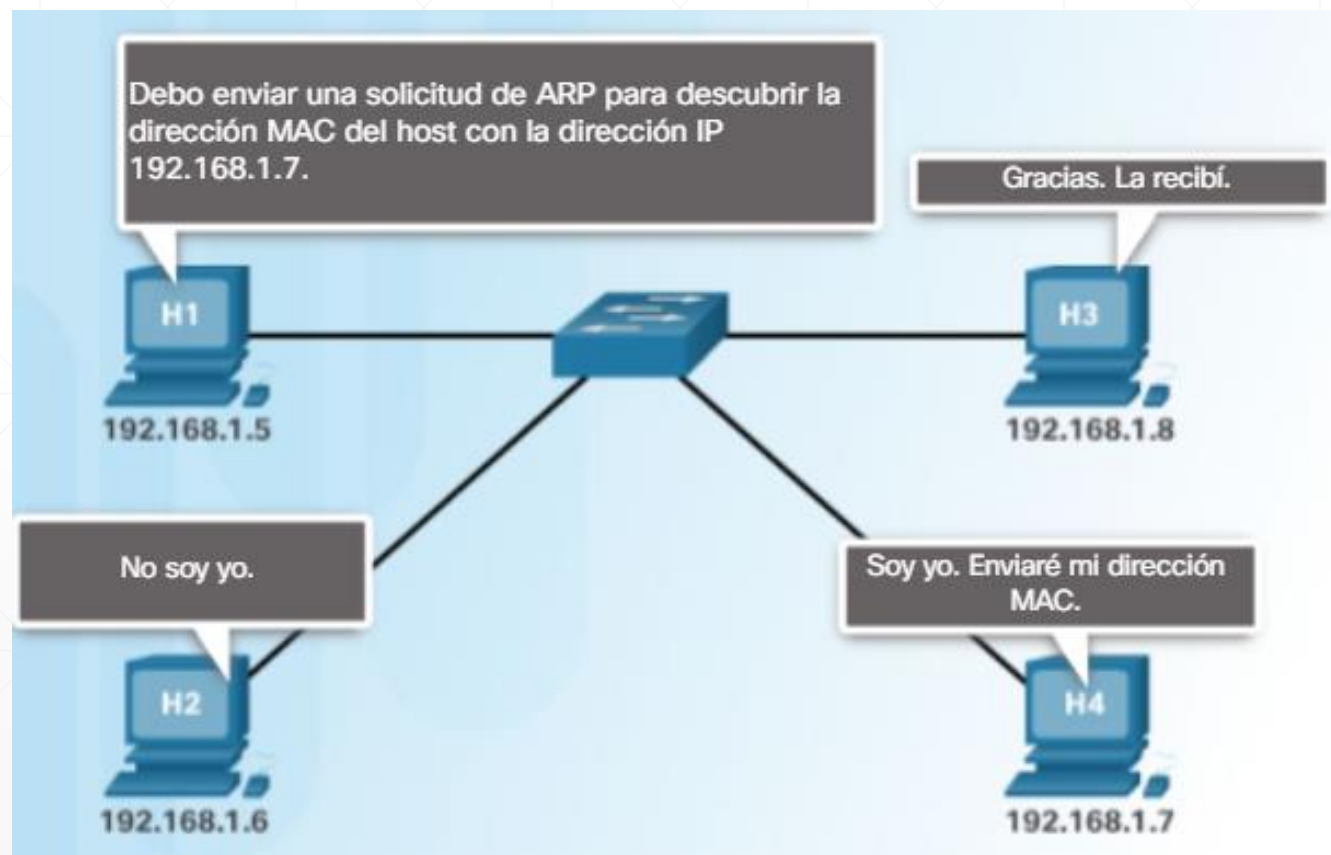 Debo enviar una solicitud de ARP para descubrir la
dirección MAC del host con la dirección IP
192.168.1.7.
Gracias. La recibí.
H1
192.168.1.5
H3
192.168.1.8
No soy yo.
Soy yo. Enviaré mi dirección
MAC.
H2
192.168.1.6
H4
192.168.1.7